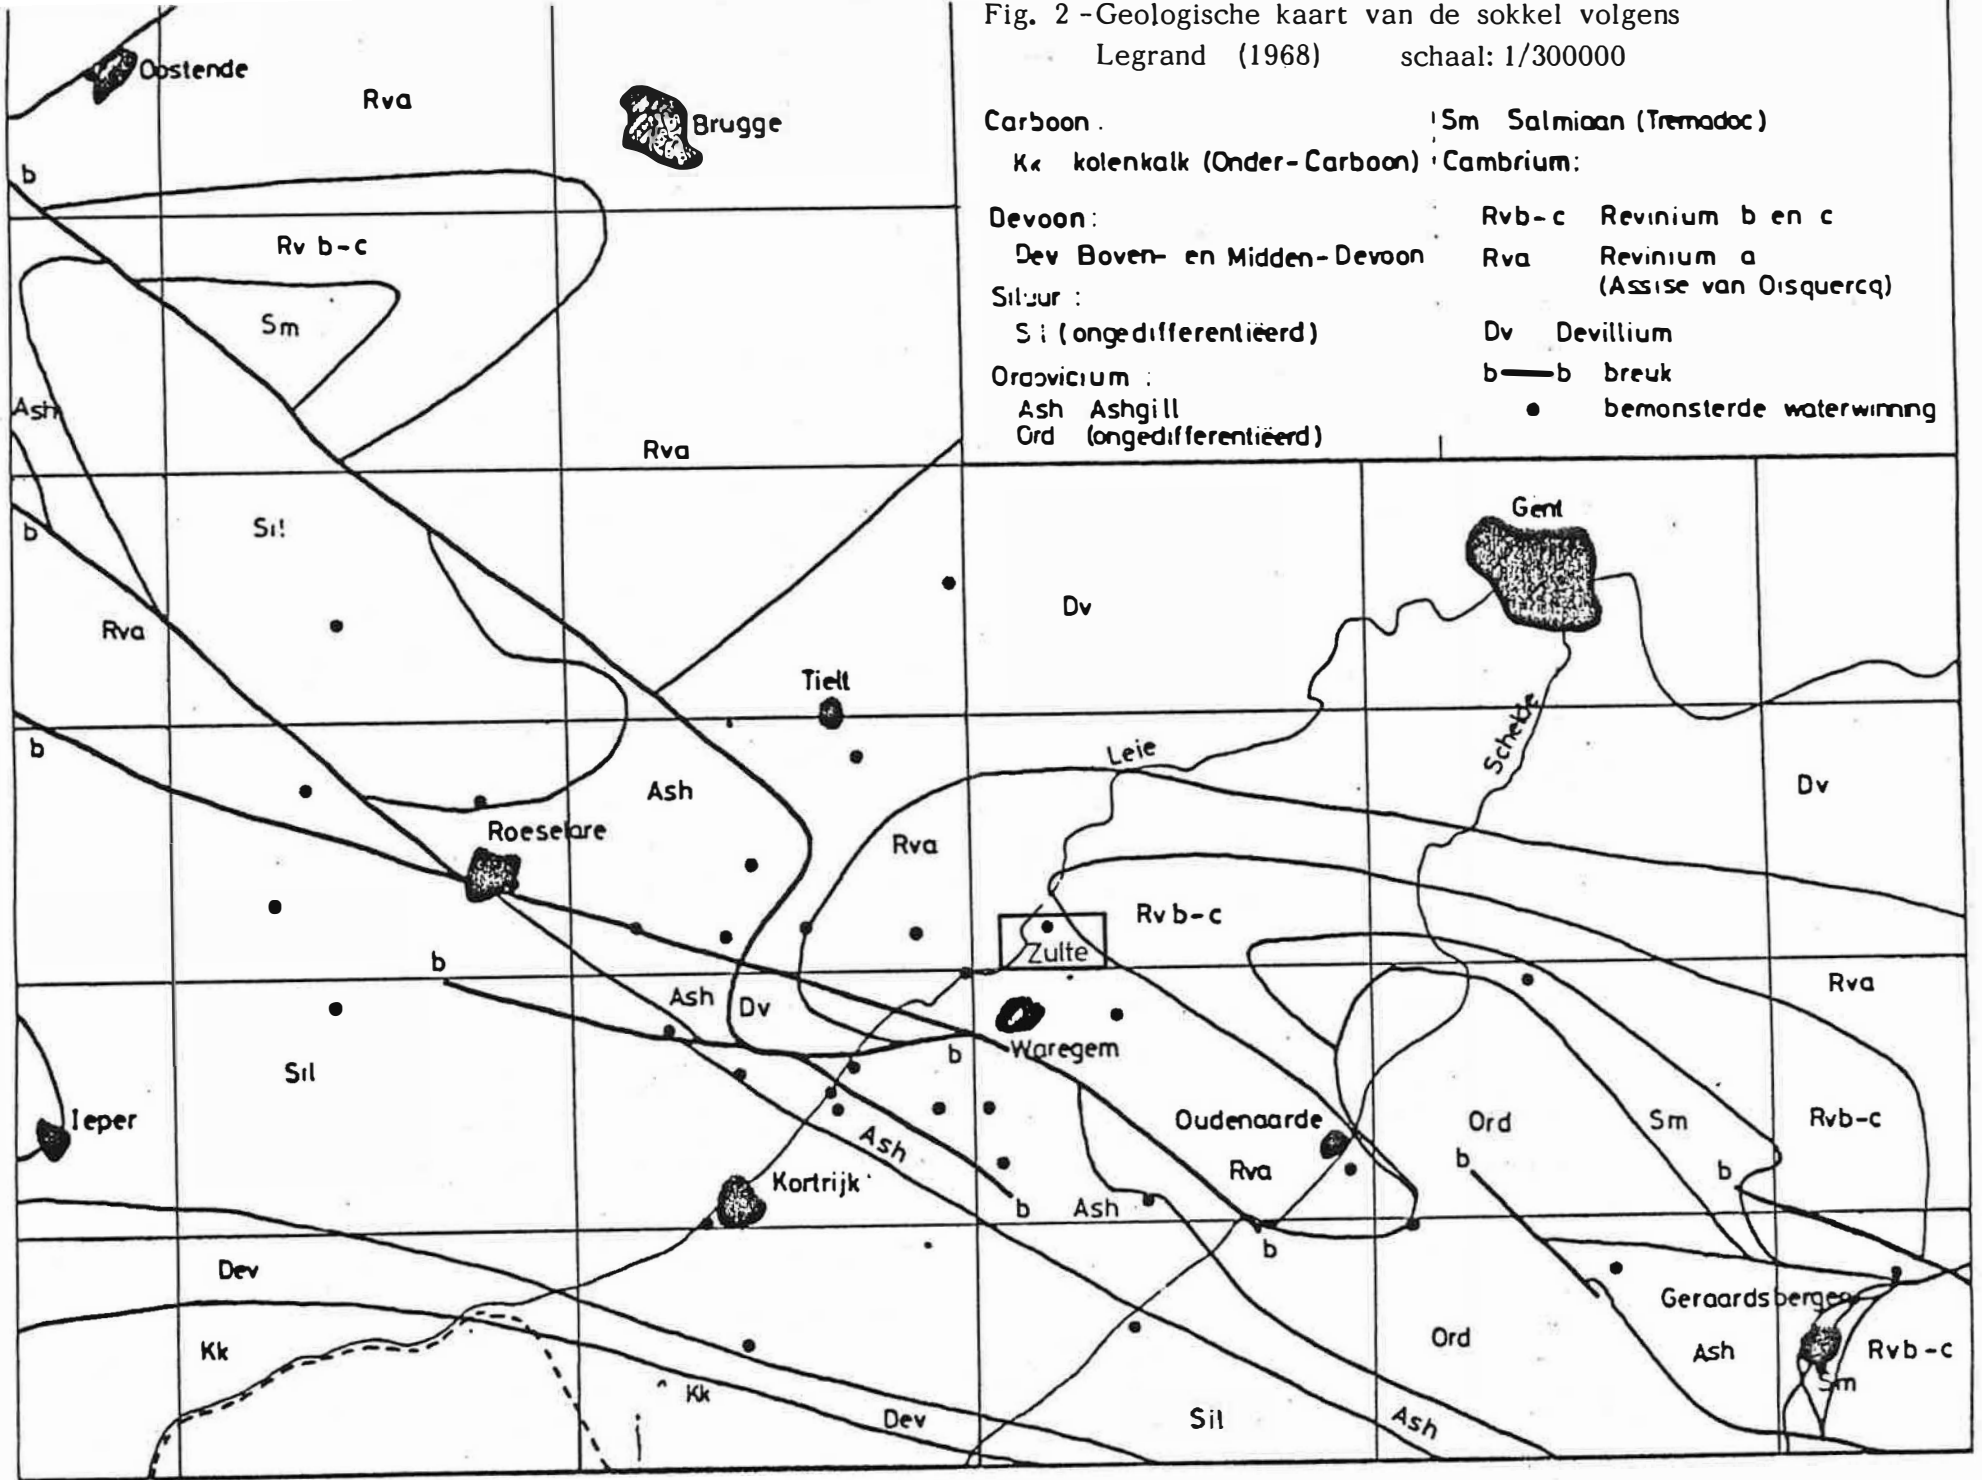 Fig. 2 - Geologische kaart van de sokkel volgens
Legrand (1968) schaal: 1/300000
Carboon.
Kk kolenkalk (Onder-Carboon)
Devoon:
Dev Boven- en Midden-Devoon
Siluur :
Sil (ongedifferentiëerd)
Ordovicium :
Ash Ashgill
Ord (ongedifferentiëerd)
Sm Salmiaan (Tremadoc)
Cambrium:
Rvb-c Revinium b en c
Rva Revinium a
(Assise van Oisquercq)
Dv Devillium
b b breuk
bemonsterde waterwinning
Oostende
Rva
Brugge
b
Rv b-c
Sm
Ash
Rva
Sil
b
Gent
Dv
Rva
Tielt
Schelde
Leie
b
Dv
Ash
Roeselare
Rva
Rv b-c
Zulte
b
Ash
Dv
Rva
b
Waregem
Sil
Ieper
Oudenaarde
Ord
Sm
Rvb-c
Ash
b
b
Rva
Kortrijk
b
Ash
b
Dev
Geraardsbergen
Kk
Ord
Ash
Rvb-c
Sm
Kk
Dev
Sil
Ash